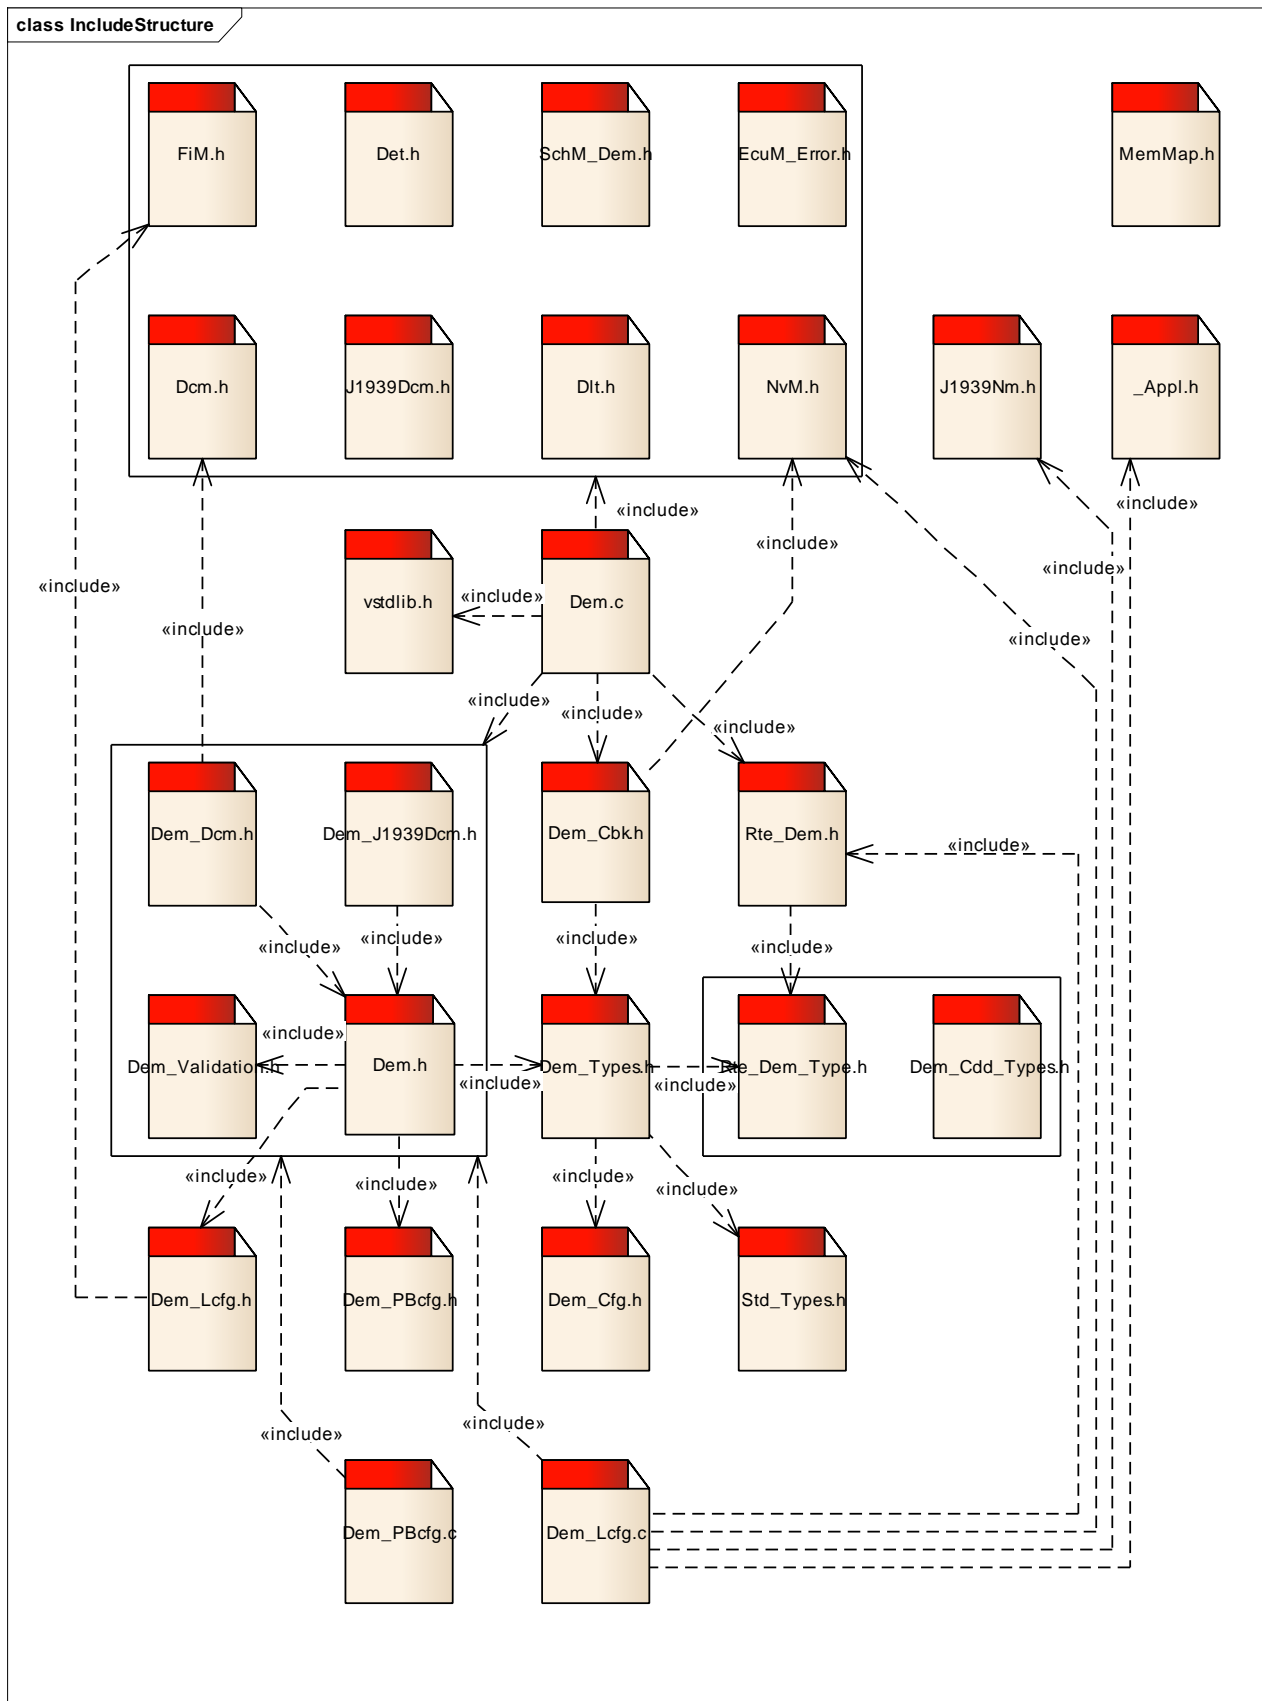 class IncludeStructure
FiM.h
Det.h
SchM_Dem.h
EcuM_Error.h
MemMap.h
Dcm.h
J1939Dcm.h
Dlt.h
NvM.h
J1939Nm.h
_Appl.h
«include»
«include»
«include»
«include»
«include»
vstdlib.h
«include»
Dem.c
«include»
«include»
«include»
«include»
«include»
Dem_Dcm.h
Dem_J1939Dcm.h
Dem_Cbk.h
Rte_Dem.h
«include»
«include»
«include»
«include»
«include»
«include»
Dem_Validation.h
Dem.h
«include»
Dem_Types.h
«include»
Rte_Dem_Type.h
Dem_Cdd_Types.h
«include»
«include»
«include»
«include»
Dem_Lcfg.h
Dem_PBcfg.h
Dem_Cfg.h
Std_Types.h
«include»
«include»
Dem_PBcfg.c
Dem_Lcfg.c